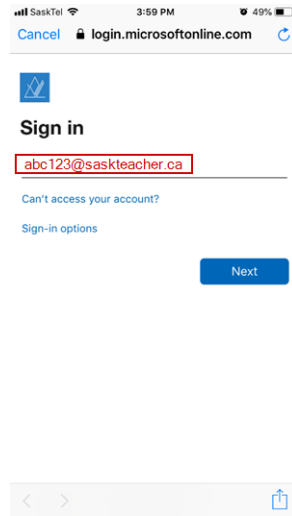 SaskTel 3:59 PM 49%
Cancel login.microsoftonline.com
Sign in
abc123@saskteacher.ca
Can't access your account?
Sign-in options
Next